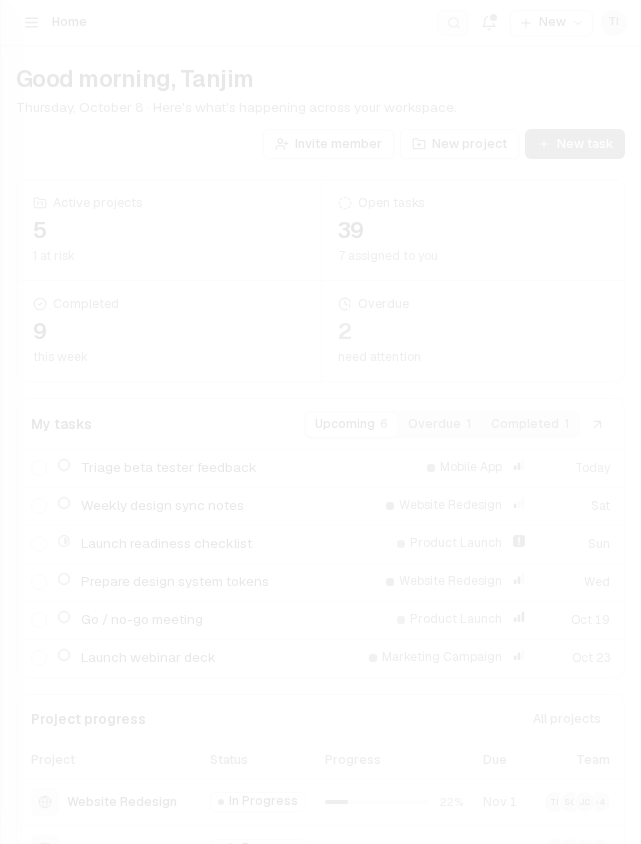 Home
New
TI
Good morning, Tanjim
Thursday, October 8 · Here's what's happening across your workspace.
Invite member
New project
New task
Active projects
5
1 at risk
Open tasks
39
7 assigned to you
Completed
9
this week
Overdue
2
need attention
My tasks
Upcoming 6
Overdue 1
Completed 1
Triage beta tester feedback Mobile App Today
Weekly design sync notes Website Redesign Sat
Launch readiness checklist Product Launch Sun
Prepare design system tokens Website Redesign Wed
Go / no-go meeting Product Launch Oct 19
Launch webinar deck Marketing Campaign Oct 23
Project progress
All projects
Project Status Progress Due Team
Website Redesign In Progress 22% Nov 1 TI